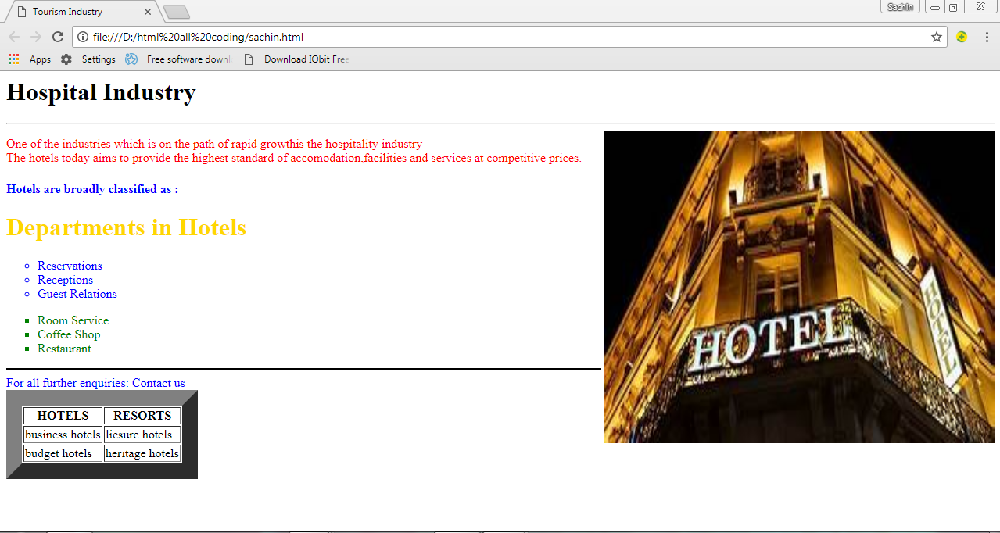 Tourism Industry
Sachin
file:///D:/html%20all%20coding/sachin.html
Apps Settings Free software downl Download IObit Free
Hospital Industry
One of the industries which is on the path of rapid growthis the hospitality industry
The hotels today aims to provide the highest standard of accomodation,facilities and services at competitive prices.
Hotels are broadly classified as :
Departments in Hotels
Reservations
Receptions
Guest Relations
Room Service
Coffee Shop
Restaurant
For all further enquiries: Contact us
HOTELS RESORTS
business hotels liesure hotels
budget hotels heritage hotels
HOTEL
HOTEL